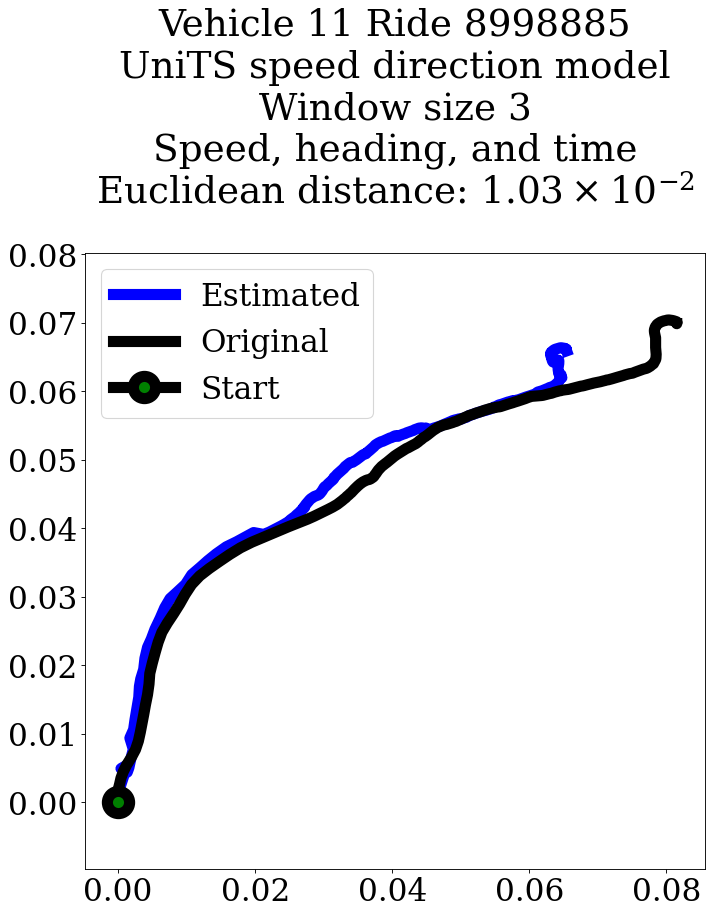 Vehicle 11 Ride 8998885
UniTS speed direction model
Window size 3
Speed, heading, and time
Euclidean distance: 1.03 × 10⁻²
0.08
0.07
0.06
0.05
0.04
0.03
0.02
0.01
0.00
Estimated
Original
Start
0.00 0.02 0.04 0.06 0.08